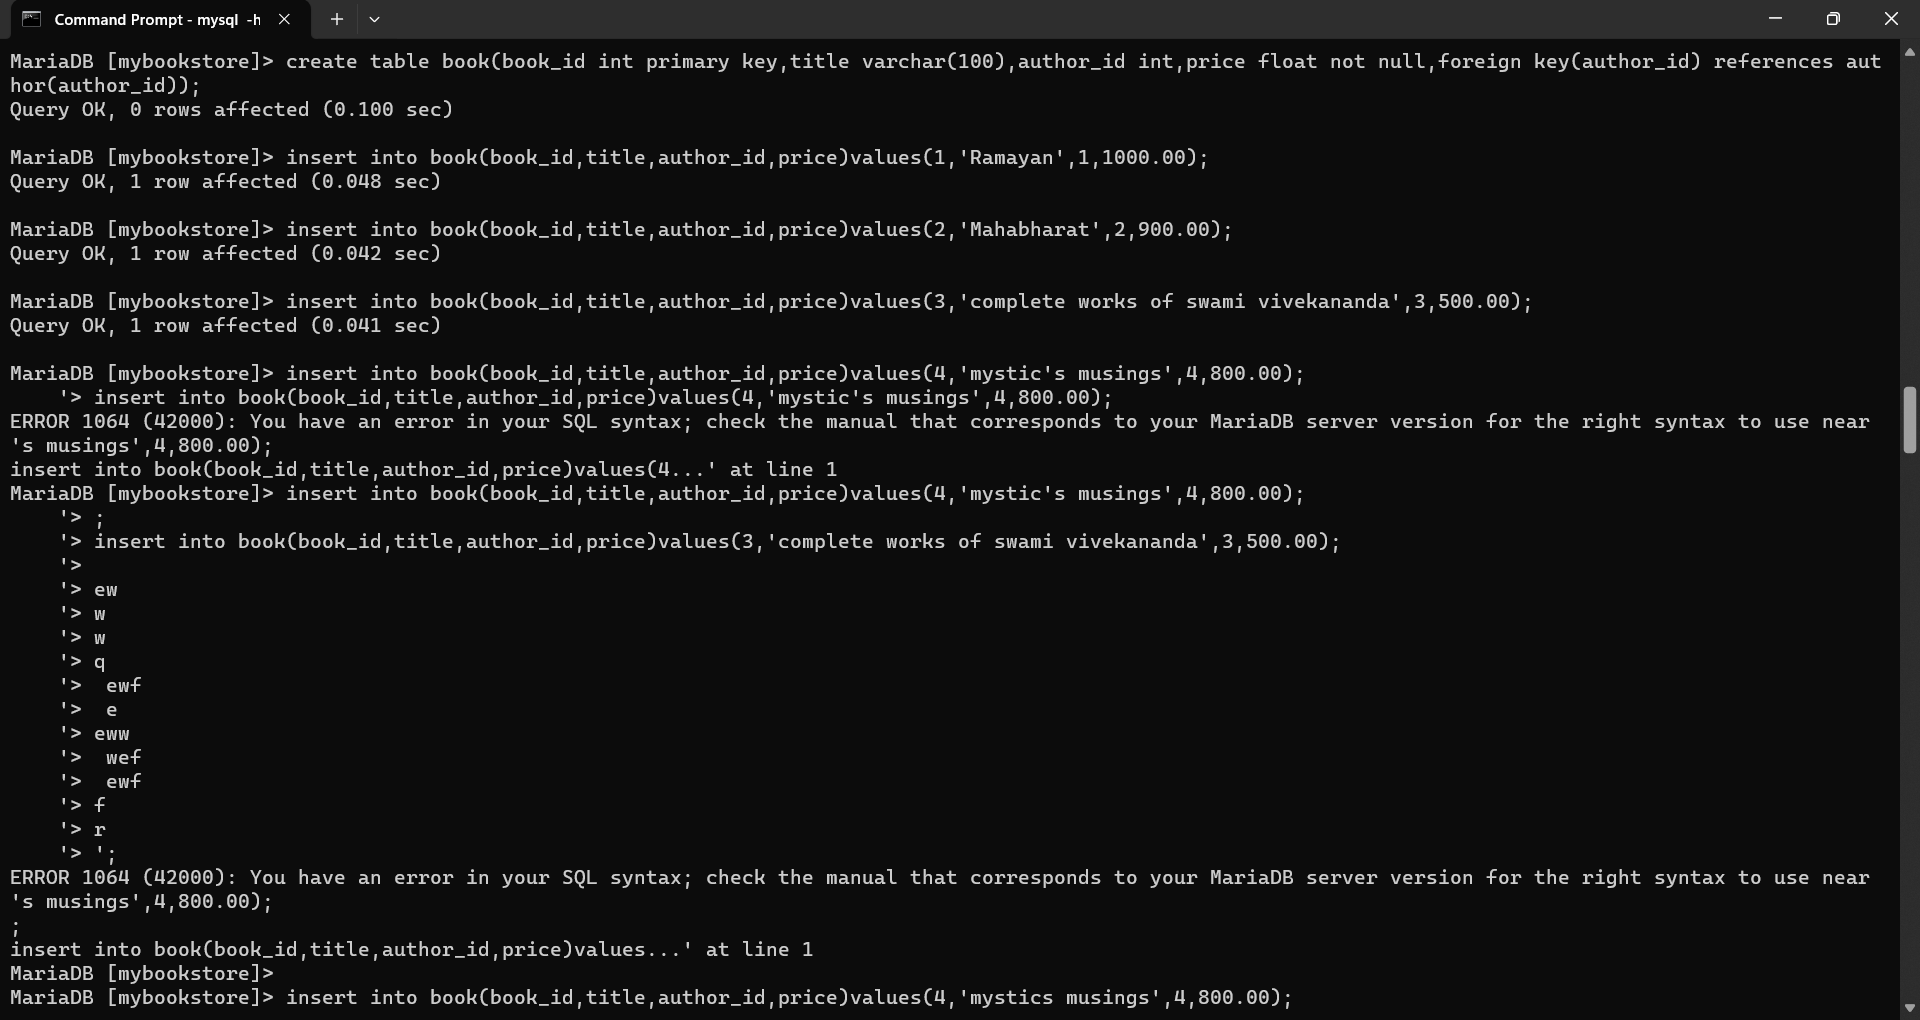 Command Prompt - mysql -h
MariaDB [mybookstore]> create table book(book_id int primary key,title varchar(100),author_id int,price float not null,foreign key(author_id) references aut
hor(author_id));
Query OK, 0 rows affected (0.100 sec)
MariaDB [mybookstore]> insert into book(book_id,title,author_id,price)values(1,'Ramayan',1,1000.00);
Query OK, 1 row affected (0.048 sec)
MariaDB [mybookstore]> insert into book(book_id,title,author_id,price)values(2,'Mahabharat',2,900.00);
Query OK, 1 row affected (0.042 sec)
MariaDB [mybookstore]> insert into book(book_id,title,author_id,price)values(3,'complete works of swami vivekananda',3,500.00);
Query OK, 1 row affected (0.041 sec)
MariaDB [mybookstore]> insert into book(book_id,title,author_id,price)values(4,'mystic's musings',4,800.00);
'> insert into book(book_id,title,author_id,price)values(4,'mystic's musings',4,800.00);
ERROR 1064 (42000): You have an error in your SQL syntax; check the manual that corresponds to your MariaDB server version for the right syntax to use near
's musings',4,800.00);
insert into book(book_id,title,author_id,price)values(4...' at line 1
MariaDB [mybookstore]> insert into book(book_id,title,author_id,price)values(4,'mystic's musings',4,800.00);
'> ;
'> insert into book(book_id,title,author_id,price)values(3,'complete works of swami vivekananda',3,500.00);
'>
'> ew
'> w
'> w
'> q
'>  ewf
'>  e
'> eww
'>  wef
'>  ewf
'> f
'> r
'> ';
ERROR 1064 (42000): You have an error in your SQL syntax; check the manual that corresponds to your MariaDB server version for the right syntax to use near
's musings',4,800.00);
;
insert into book(book_id,title,author_id,price)values...' at line 1
MariaDB [mybookstore]>
MariaDB [mybookstore]> insert into book(book_id,title,author_id,price)values(4,'mystics musings',4,800.00);